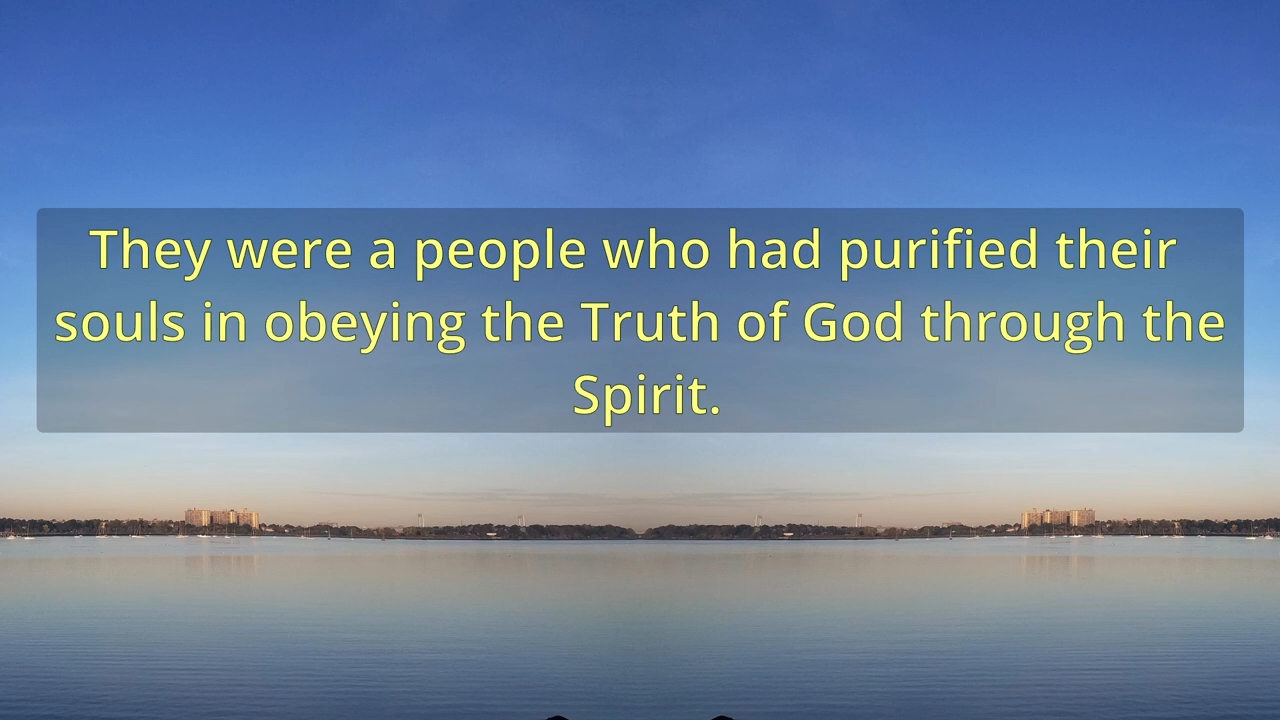 They were a people who had purified their
souls in obeying the Truth of God through the
Spirit.